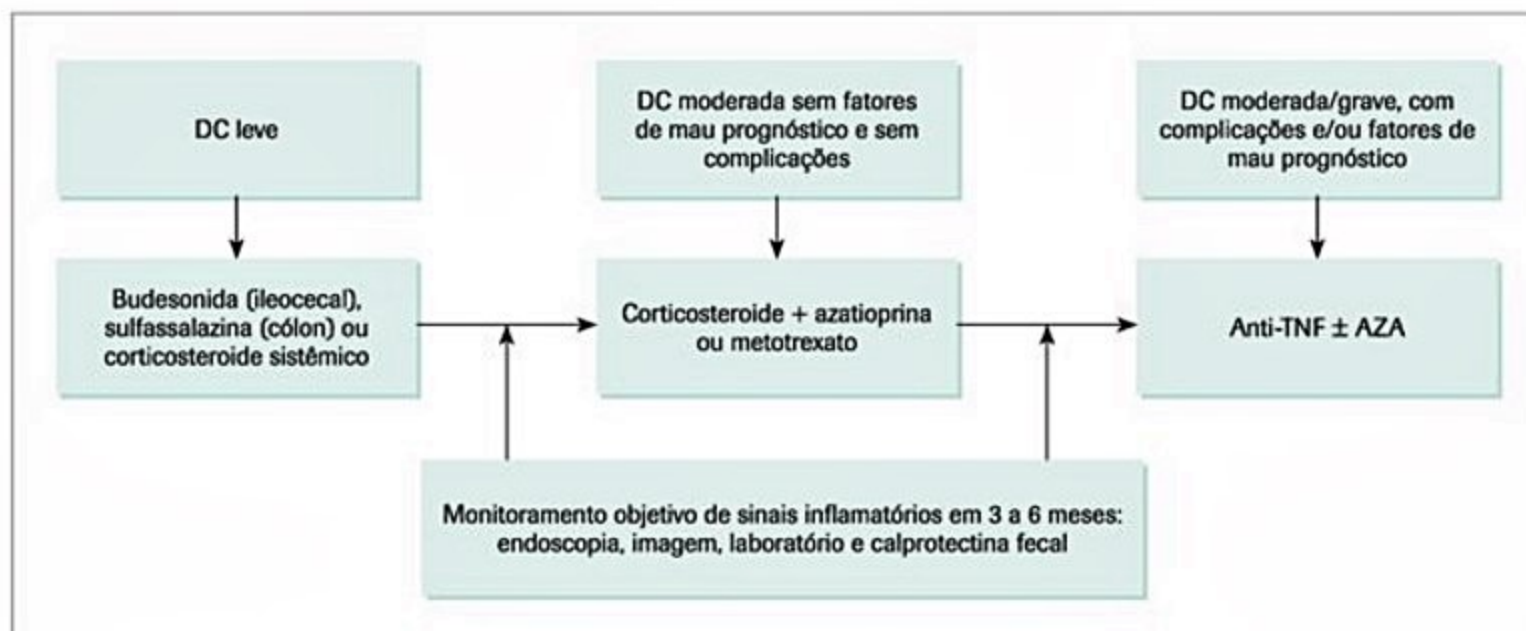 DC leve
DC moderada sem fatores
de mau prognóstico e sem
complicações
DC moderada/grave, com
complicações e/ou fatores de
mau prognóstico
Budesonida (ileocecal),
sulfassalazina (cólon) ou
corticosteroide sistêmico
Corticosteroide + azatioprina
ou metotrexato
Anti-TNF ± AZA
Monitoramento objetivo de sinais inflamatórios em 3 a 6 meses:
endoscopia, imagem, laboratório e calprotectina fecal